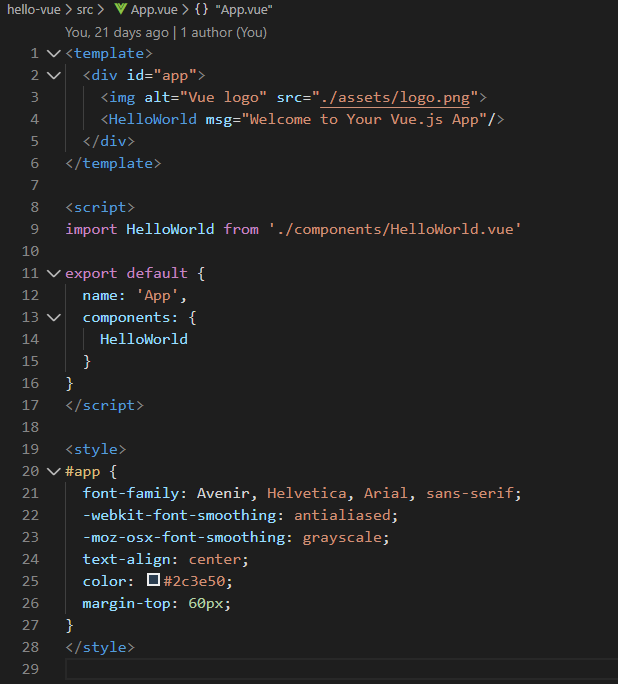 hello-vue > src > App.vue > {} "App.vue"
You, 21 days ago | 1 author (You)
1 <template>
2   <div id="app">
3     <img alt="Vue logo" src="./assets/logo.png">
4     <HelloWorld msg="Welcome to Your Vue.js App"/>
5   </div>
6 </template>
7
8 <script>
9 import HelloWorld from './components/HelloWorld.vue'
10
11 export default {
12   name: 'App',
13   components: {
14     HelloWorld
15   }
16 }
17 </script>
18
19 <style>
20 #app {
21   font-family: Avenir, Helvetica, Arial, sans-serif;
22   -webkit-font-smoothing: antialiased;
23   -moz-osx-font-smoothing: grayscale;
24   text-align: center;
25   color: #2c3e50;
26   margin-top: 60px;
27 }
28 </style>
29